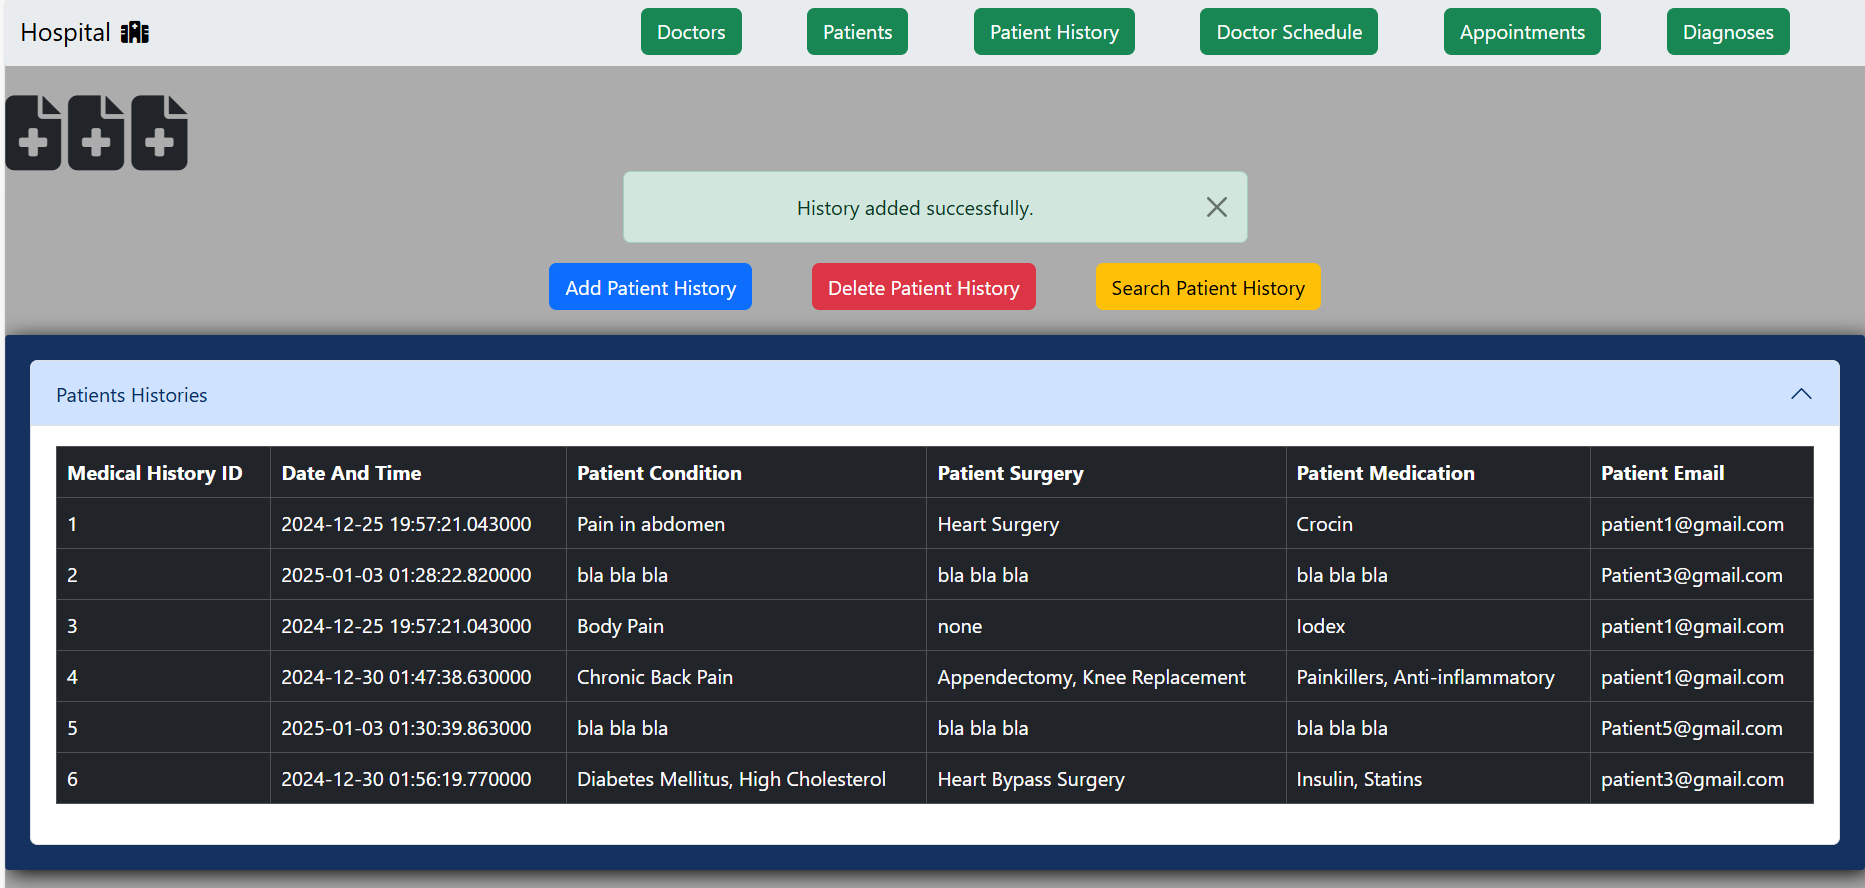 Hospital Doctors Patients Patient History Doctor Schedule Appointments Diagnoses
History added successfully.
Add Patient History Delete Patient History Search Patient History
Patients Histories
Medical History ID Date And Time Patient Condition Patient Surgery Patient Medication Patient Email
1 2024-12-25 19:57:21.043000 Pain in abdomen Heart Surgery Crocin patient1@gmail.com
2 2025-01-03 01:28:22.820000 bla bla bla bla bla bla bla bla bla Patient3@gmail.com
3 2024-12-25 19:57:21.043000 Body Pain none Iodex patient1@gmail.com
4 2024-12-30 01:47:38.630000 Chronic Back Pain Appendectomy, Knee Replacement Painkillers, Anti-inflammatory patient1@gmail.com
5 2025-01-03 01:30:39.863000 bla bla bla bla bla bla bla bla bla Patient5@gmail.com
6 2024-12-30 01:56:19.770000 Diabetes Mellitus, High Cholesterol Heart Bypass Surgery Insulin, Statins patient3@gmail.com